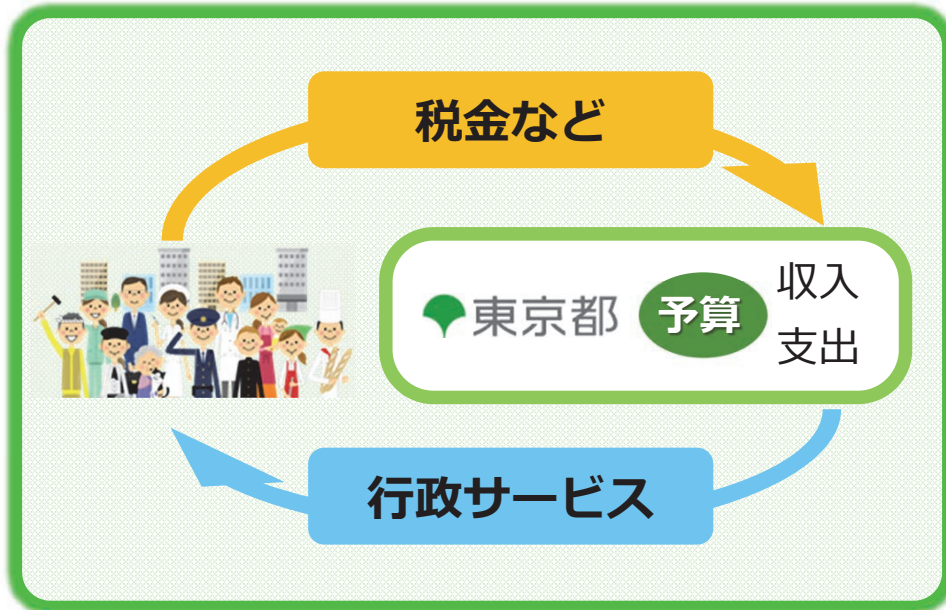 税金など
東京都
予算
収入
支出
行政サービス